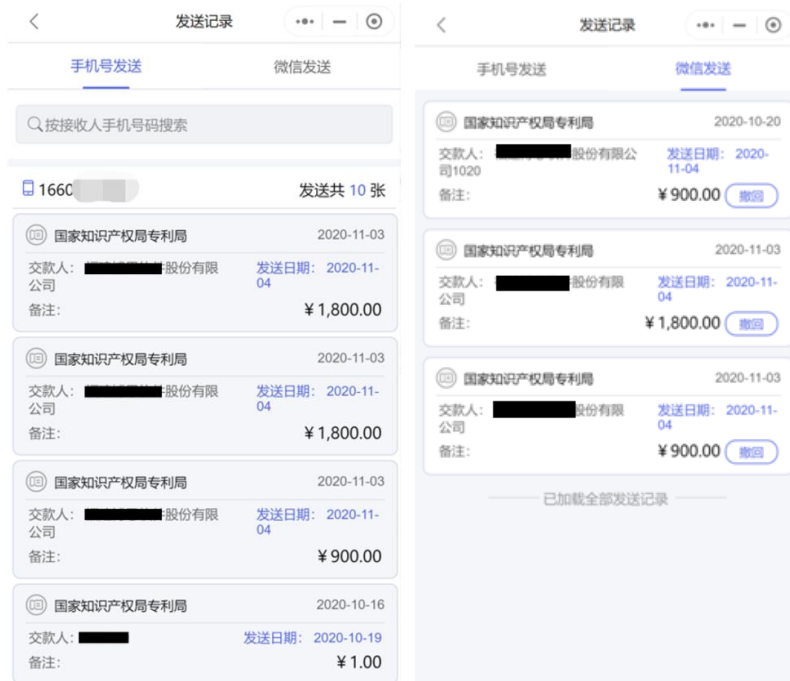 发送记录
手机号发送
微信发送
按接收人手机号码搜索
1660
发送共 10 张
国家知识产权局专利局
2020-11-03
交款人：
股份有限
公司
发送日期： 2020-11-
04
备注：
¥1,800.00
国家知识产权局专利局
2020-11-03
交款人：
股份有限
公司
发送日期： 2020-11-
04
备注：
¥1,800.00
国家知识产权局专利局
2020-11-03
交款人：
股份有限
公司
发送日期： 2020-11-
04
备注：
¥900.00
国家知识产权局专利局
2020-10-16
交款人：
发送日期： 2020-10-19
备注：
¥1.00
发送记录
手机号发送
微信发送
国家知识产权局专利局
2020-10-20
交款人：
股份有限公
司1020
发送日期： 2020-
11-04
备注：
¥900.00
撤回
国家知识产权局专利局
2020-11-03
交款人：
股份有限
公司
发送日期： 2020-11-
04
备注：
¥1,800.00
撤回
国家知识产权局专利局
2020-11-03
交款人：
股份有限
公司
发送日期： 2020-11-
04
备注：
¥900.00
撤回
已加载全部发送记录